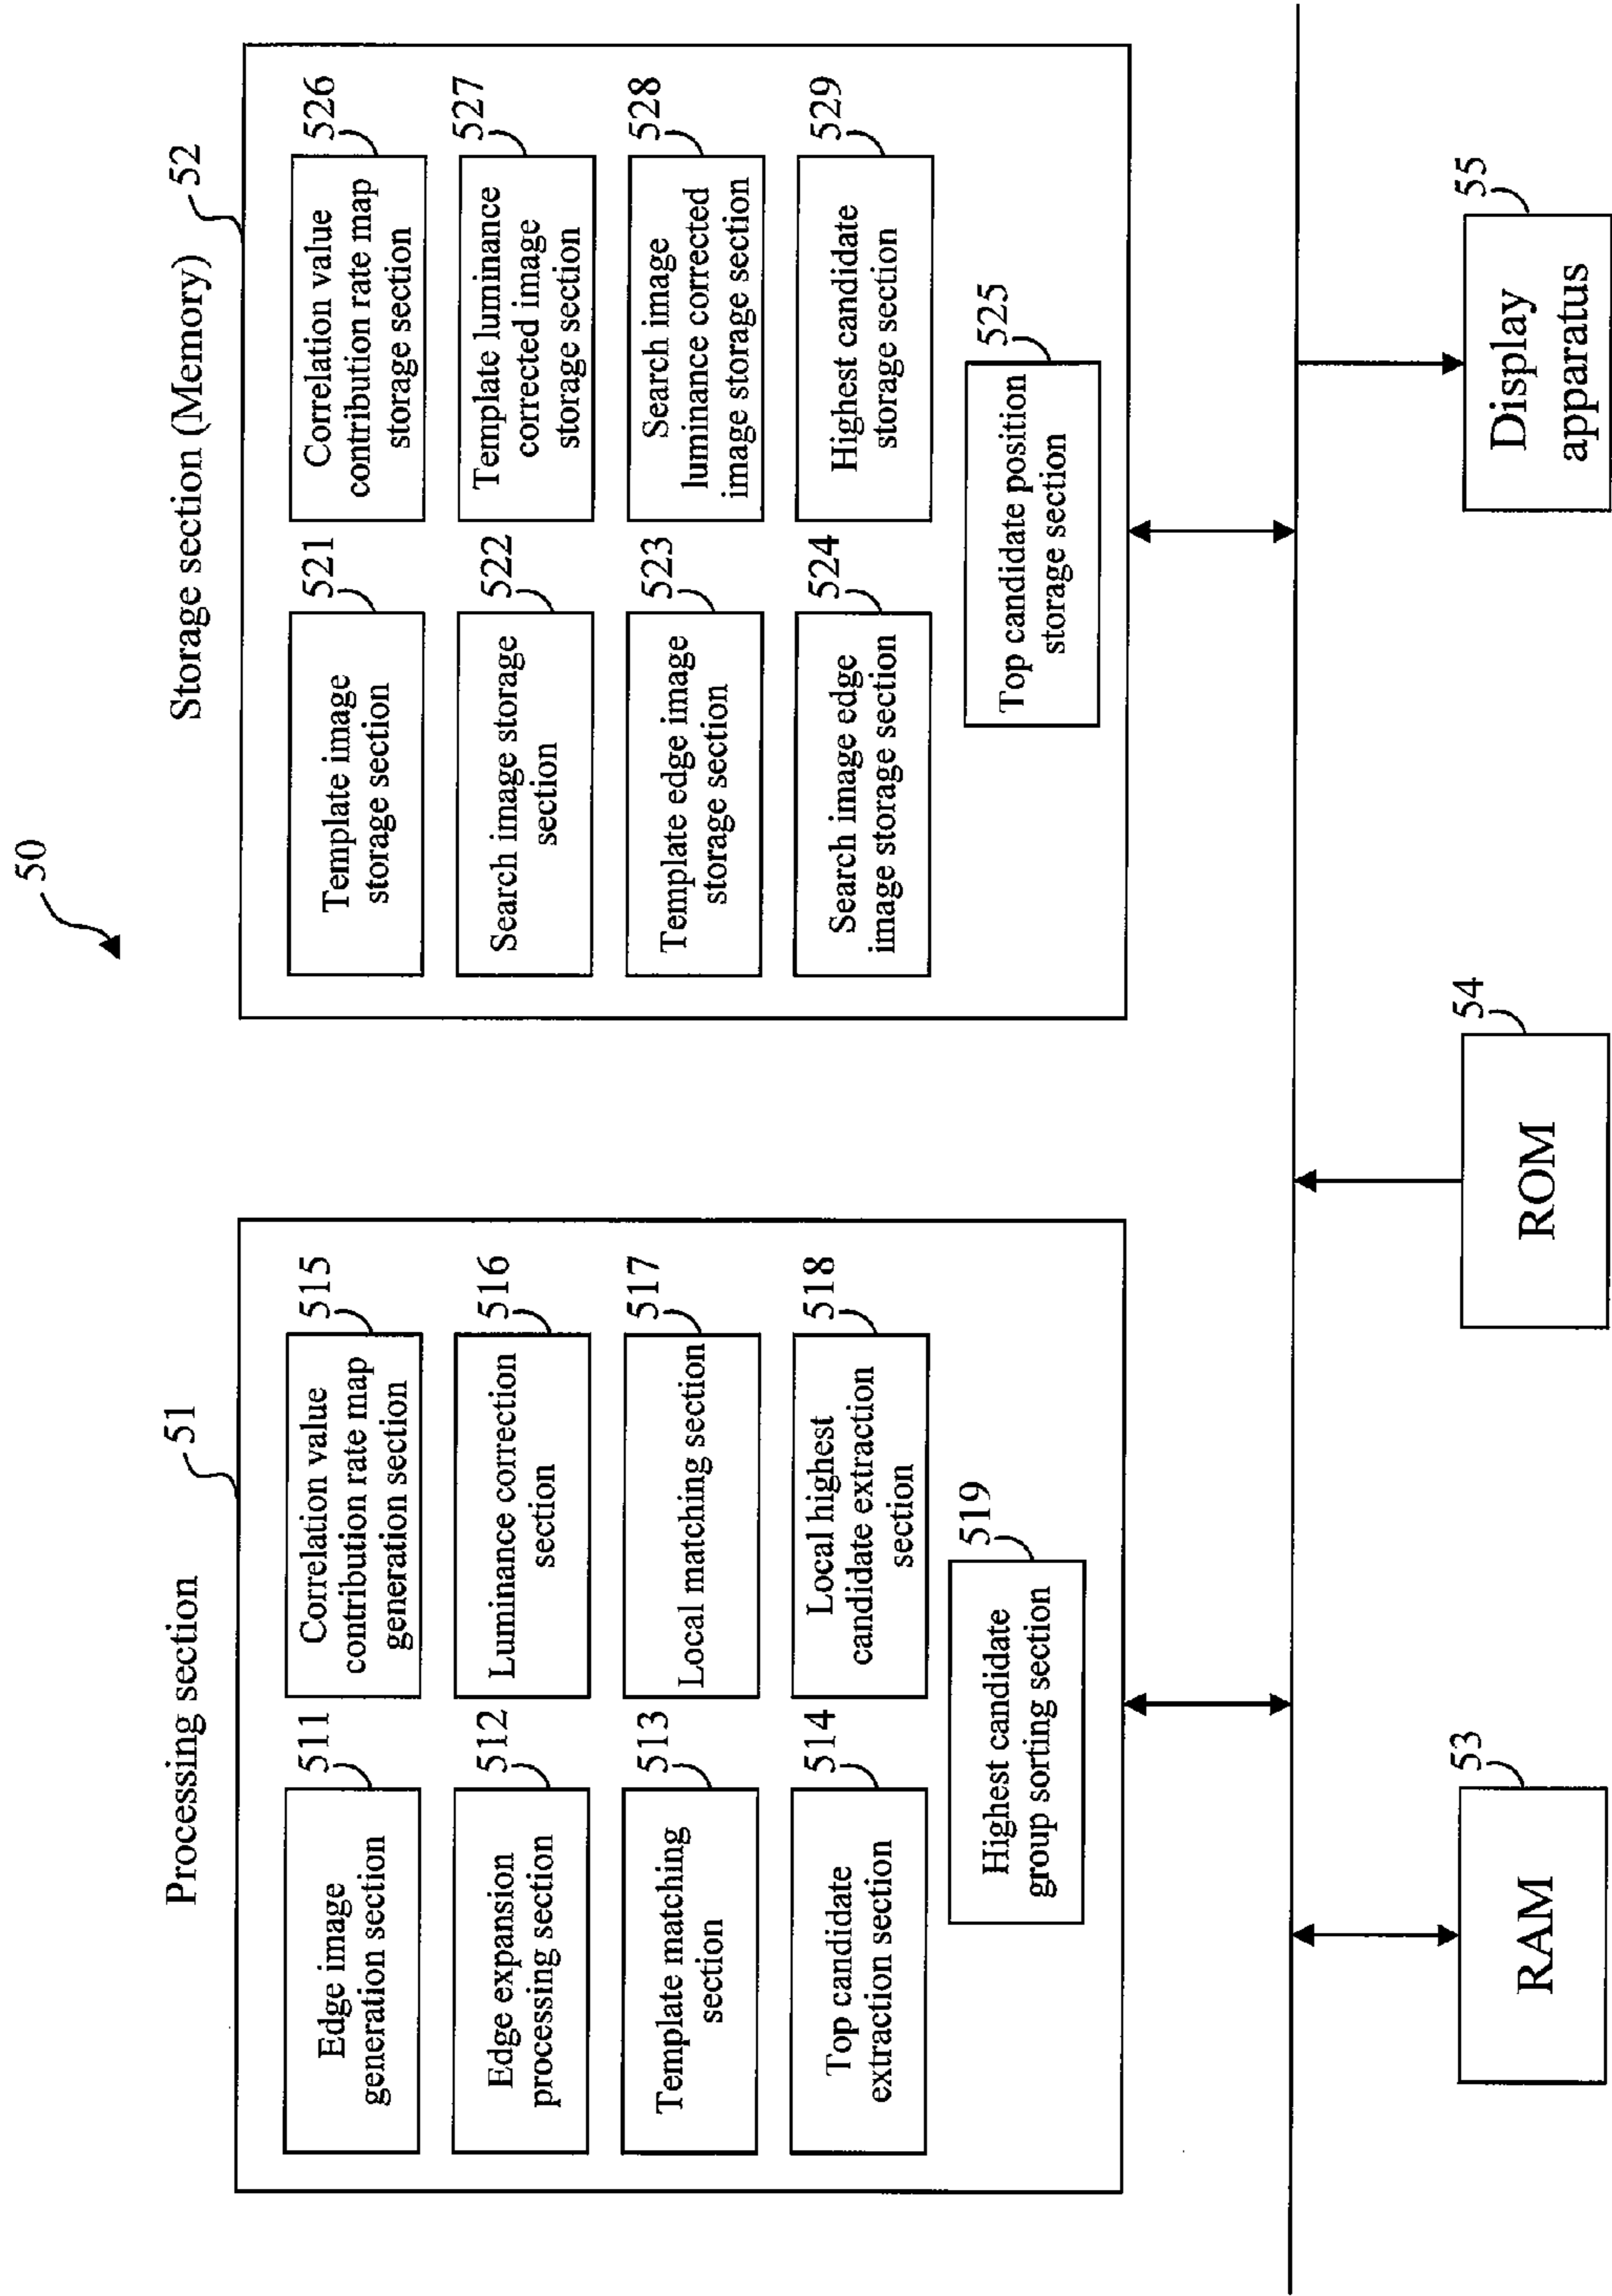 50
Processing section
51
Edge image
generation section
511
Correlation value
contribution rate map
generation section
515
Edge expansion
processing section
512
Luminance correction
section
516
Template matching
section
513
Local matching section
517
Top candidate
extraction section
514
Local highest
candidate extraction
section
518
Highest candidate
group sorting section
519
Storage section (Memory)
52
Template image
storage section
521
Correlation value
contribution rate map
storage section
526
Search image storage
section
522
Template luminance
corrected image
storage section
527
Template edge image
storage section
523
Search image
luminance corrected
image storage section
528
Search image edge
image storage section
524
Highest candidate
storage section
529
Top candidate position
storage section
525
RAM
53
ROM
54
Display
apparatus
55